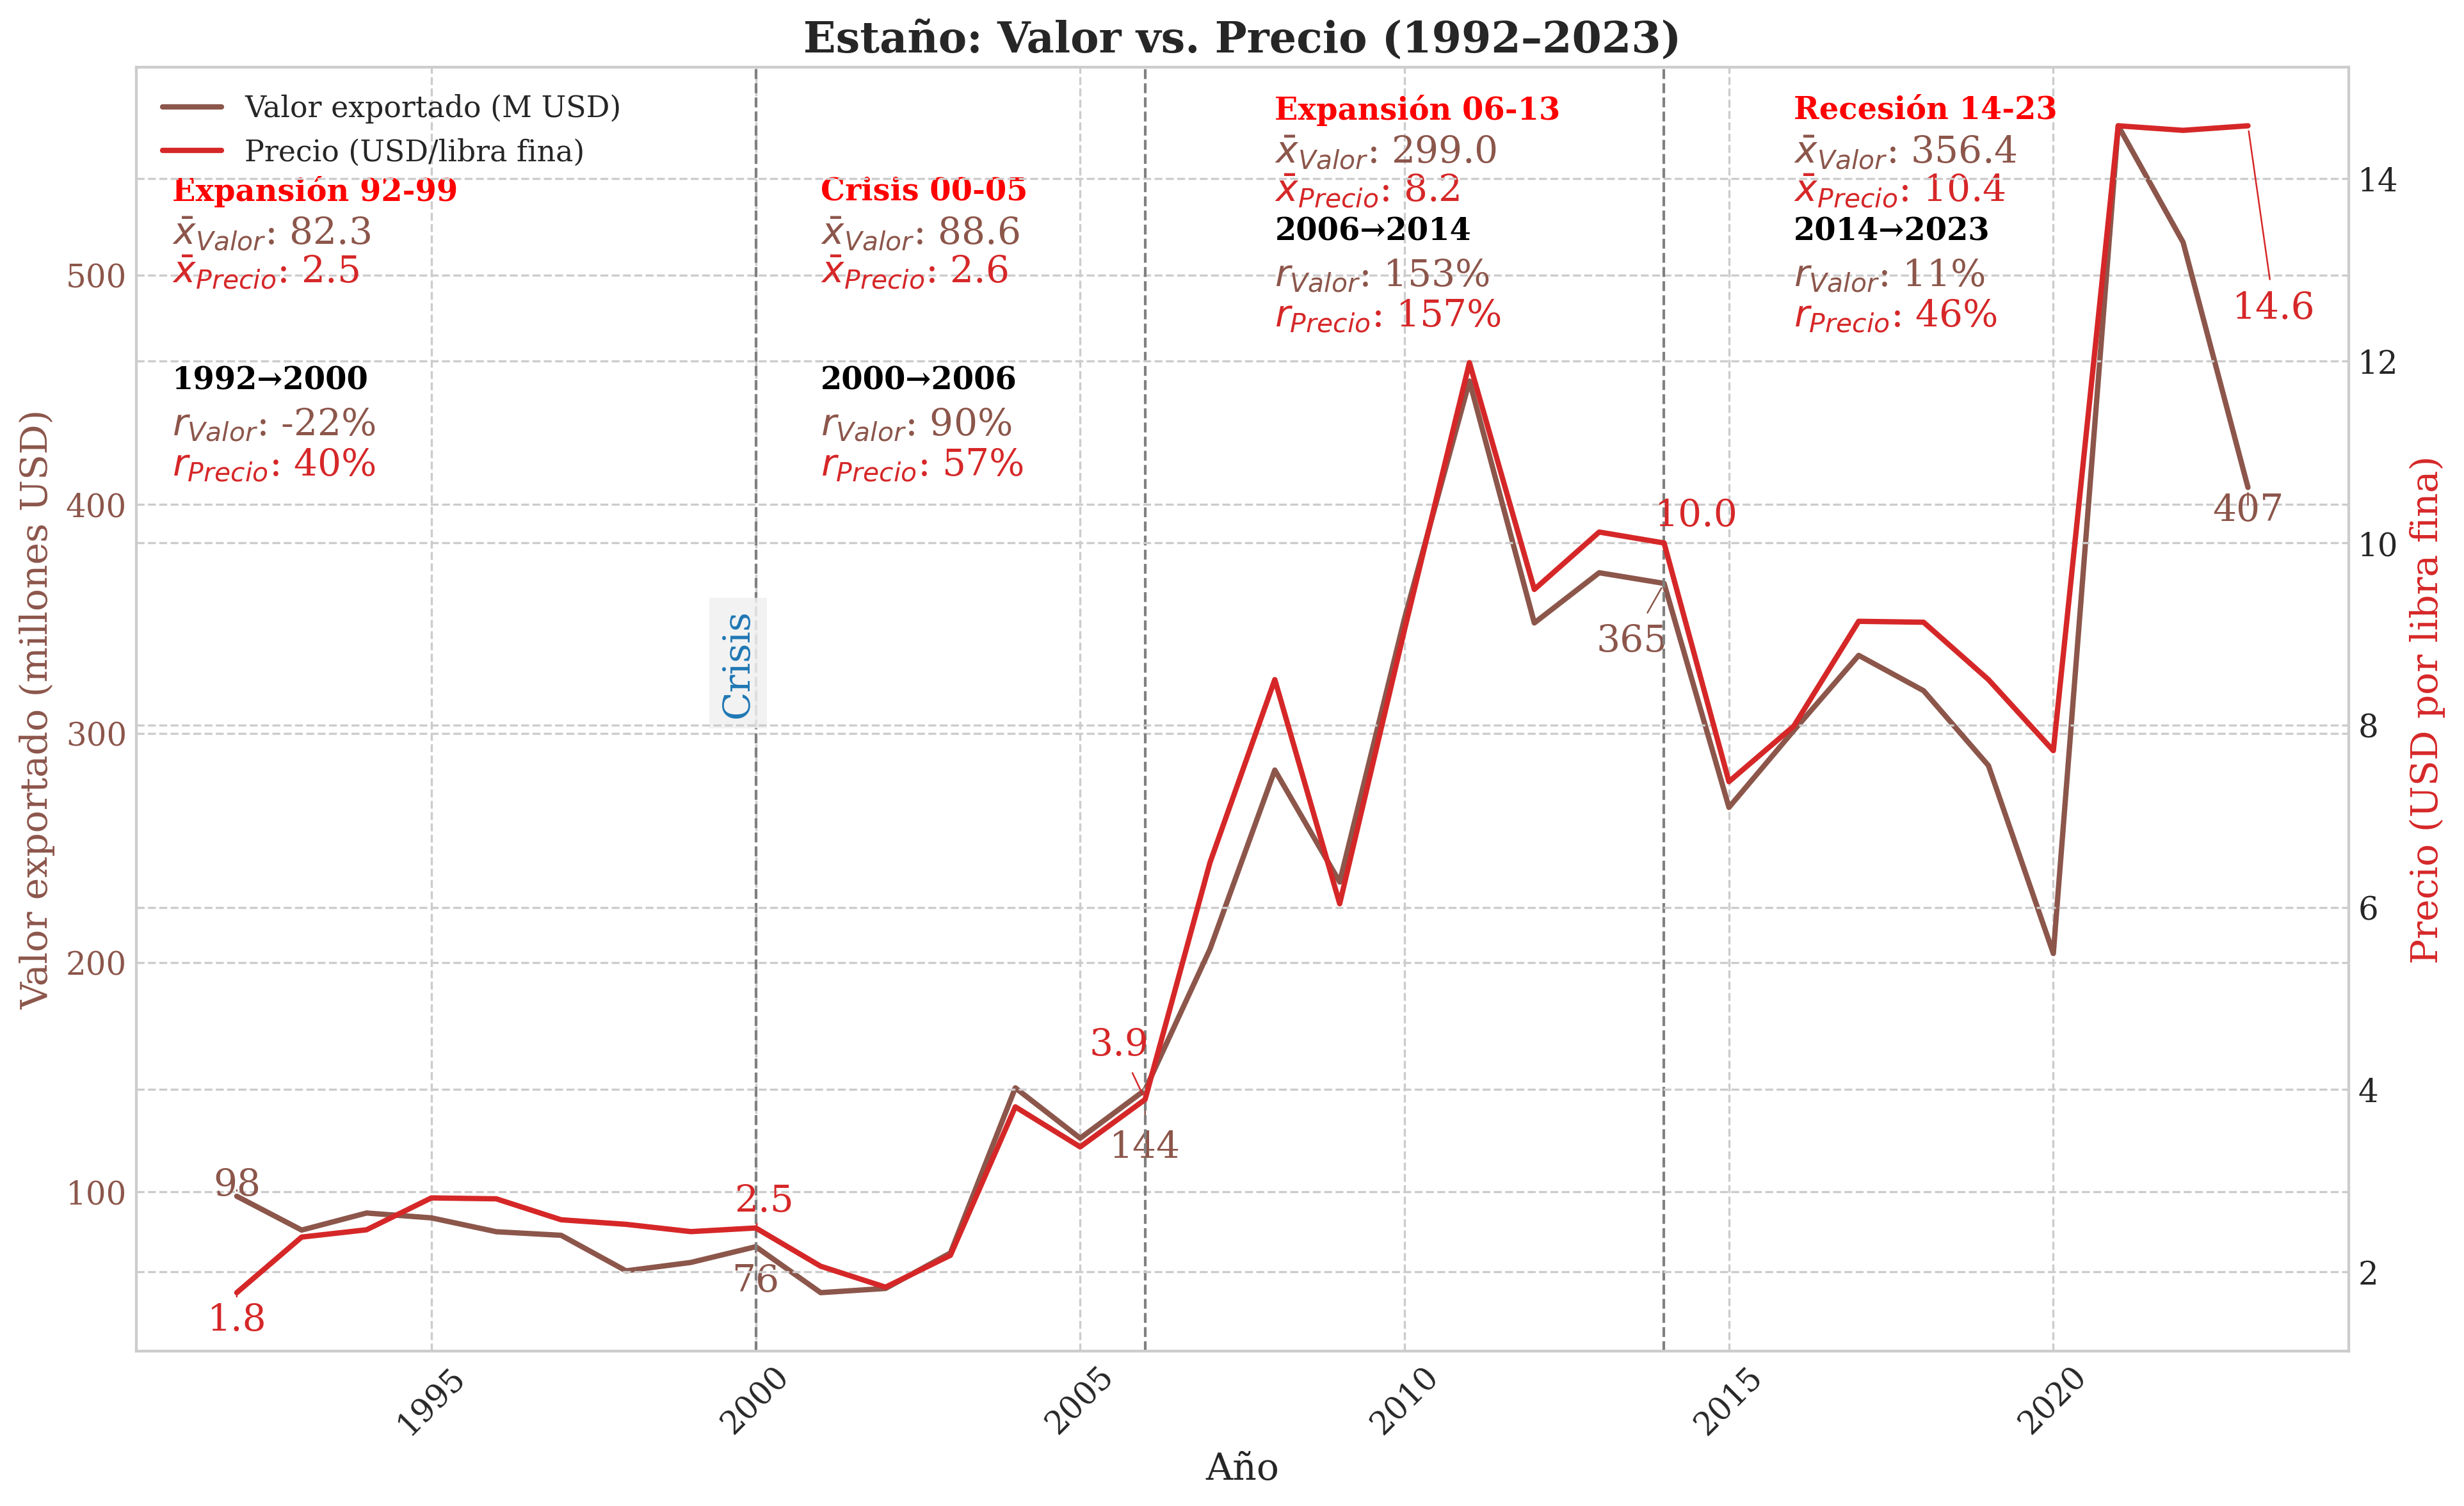 Estaño: Valor vs. Precio (1992–2023)
Valor exportado (M USD)
Precio (USD/libra fina)
Expansión 92-99
x̄Valor: 82.3
x̄Precio: 2.5
1992→2000
rValor: -22%
rPrecio: 40%
Crisis 00-05
x̄Valor: 88.6
x̄Precio: 2.6
2000→2006
rValor: 90%
rPrecio: 57%
Expansión 06-13
x̄Valor: 299.0
x̄Precio: 8.2
2006→2014
rValor: 153%
rPrecio: 157%
Recesión 14-23
x̄Valor: 356.4
x̄Precio: 10.4
2014→2023
rValor: 11%
rPrecio: 46%
Crisis
98
1.8
2.5
76
3.9
144
10.0
365
14.6
407
Valor exportado (millones USD)
500
400
300
200
100
Precio (USD por libra fina)
14
12
10
8
6
4
2
1995
2000
2005
2010
2015
2020
Año